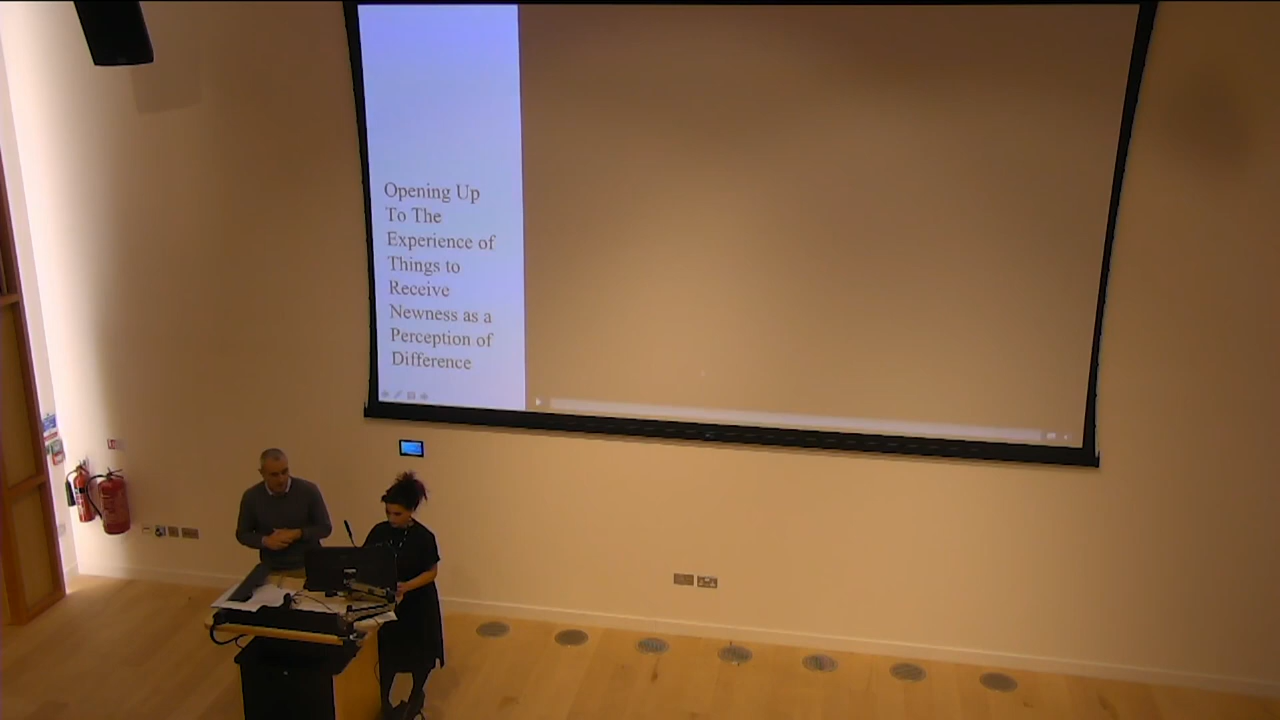 Opening Up
To The
Experience of
Things to
Receive
Newness as a
Perception of
Difference